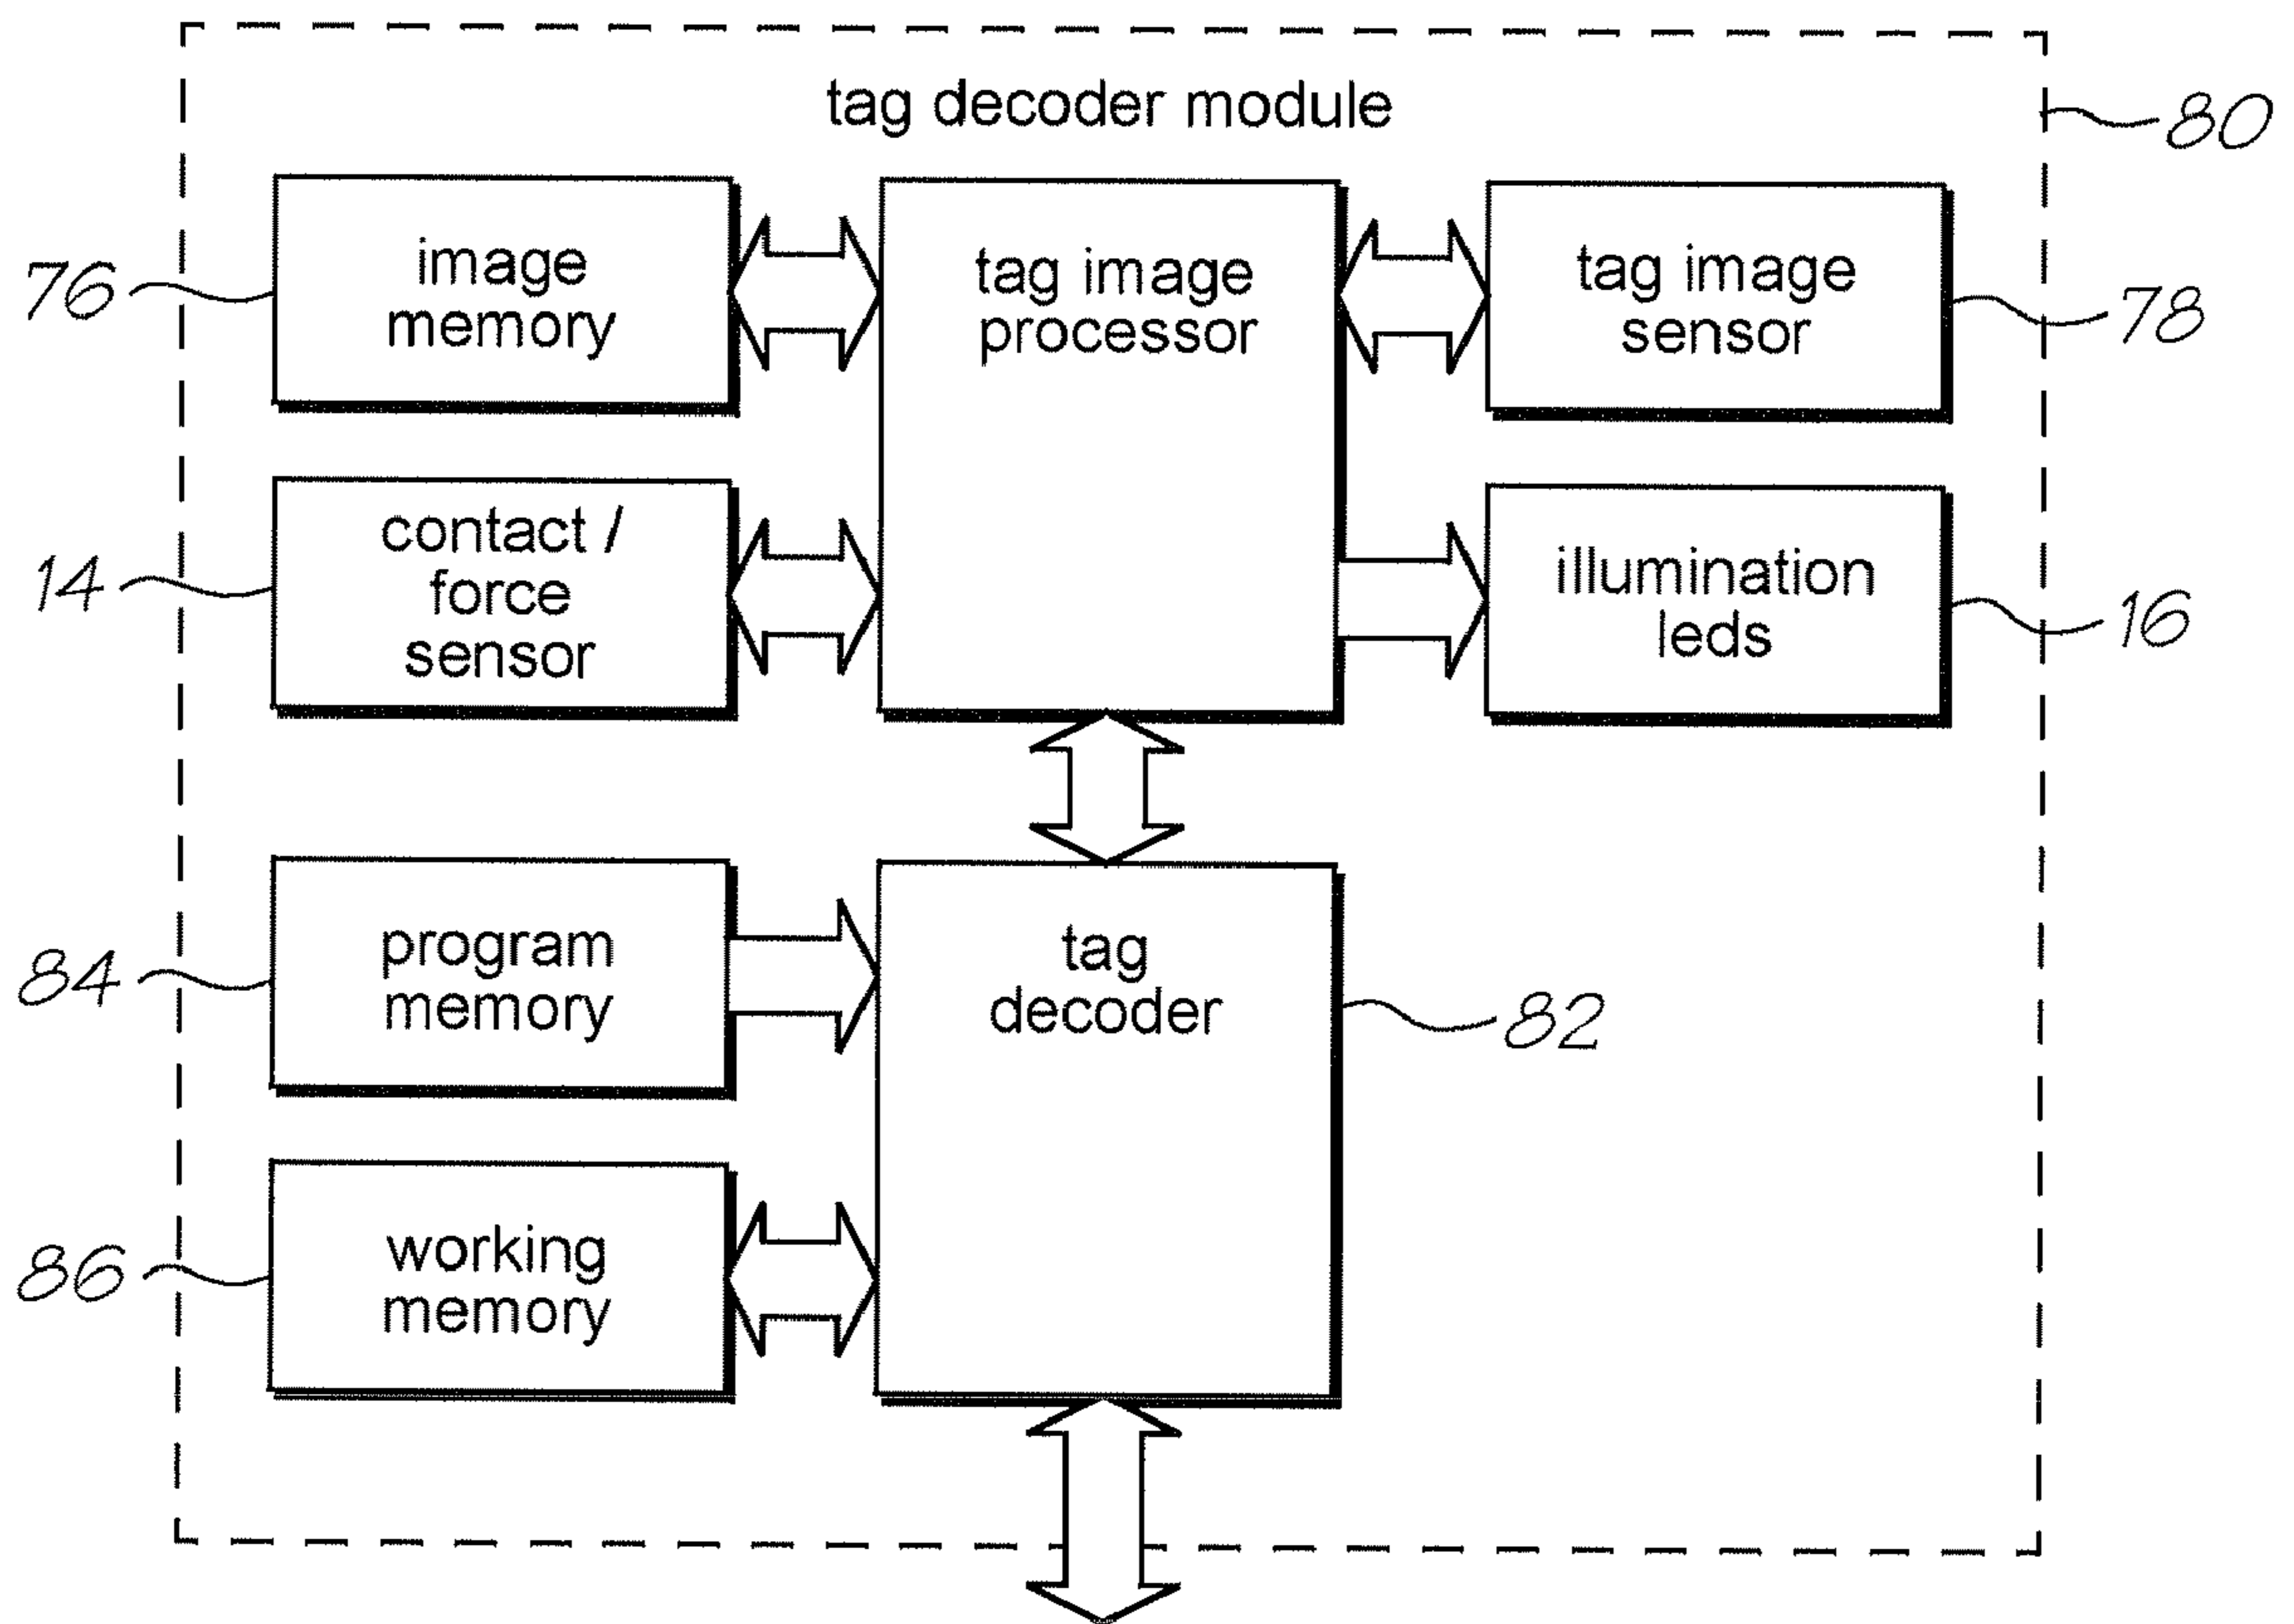 tag decoder module
80
76
image
memory
tag image
processor
tag image
sensor
78
14
contact /
force
sensor
illumination
leds
16
84
program
memory
tag
decoder
82
86
working
memory